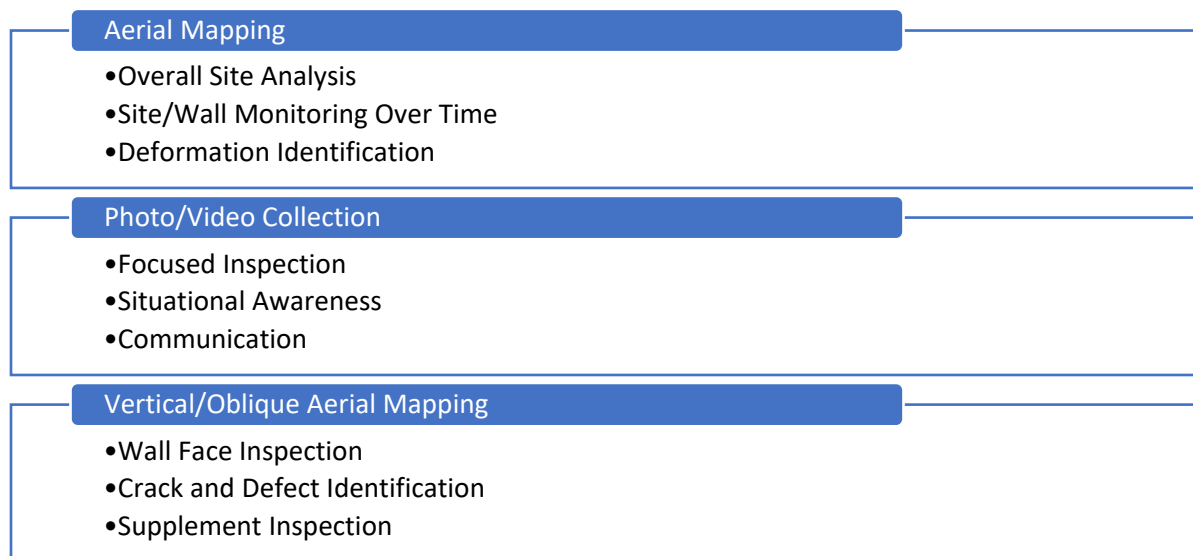 Aerial Mapping
•Overall Site Analysis
•Site/Wall Monitoring Over Time
•Deformation Identification
Photo/Video Collection
•Focused Inspection
•Situational Awareness
•Communication
Vertical/Oblique Aerial Mapping
•Wall Face Inspection
•Crack and Defect Identification
•Supplement Inspection